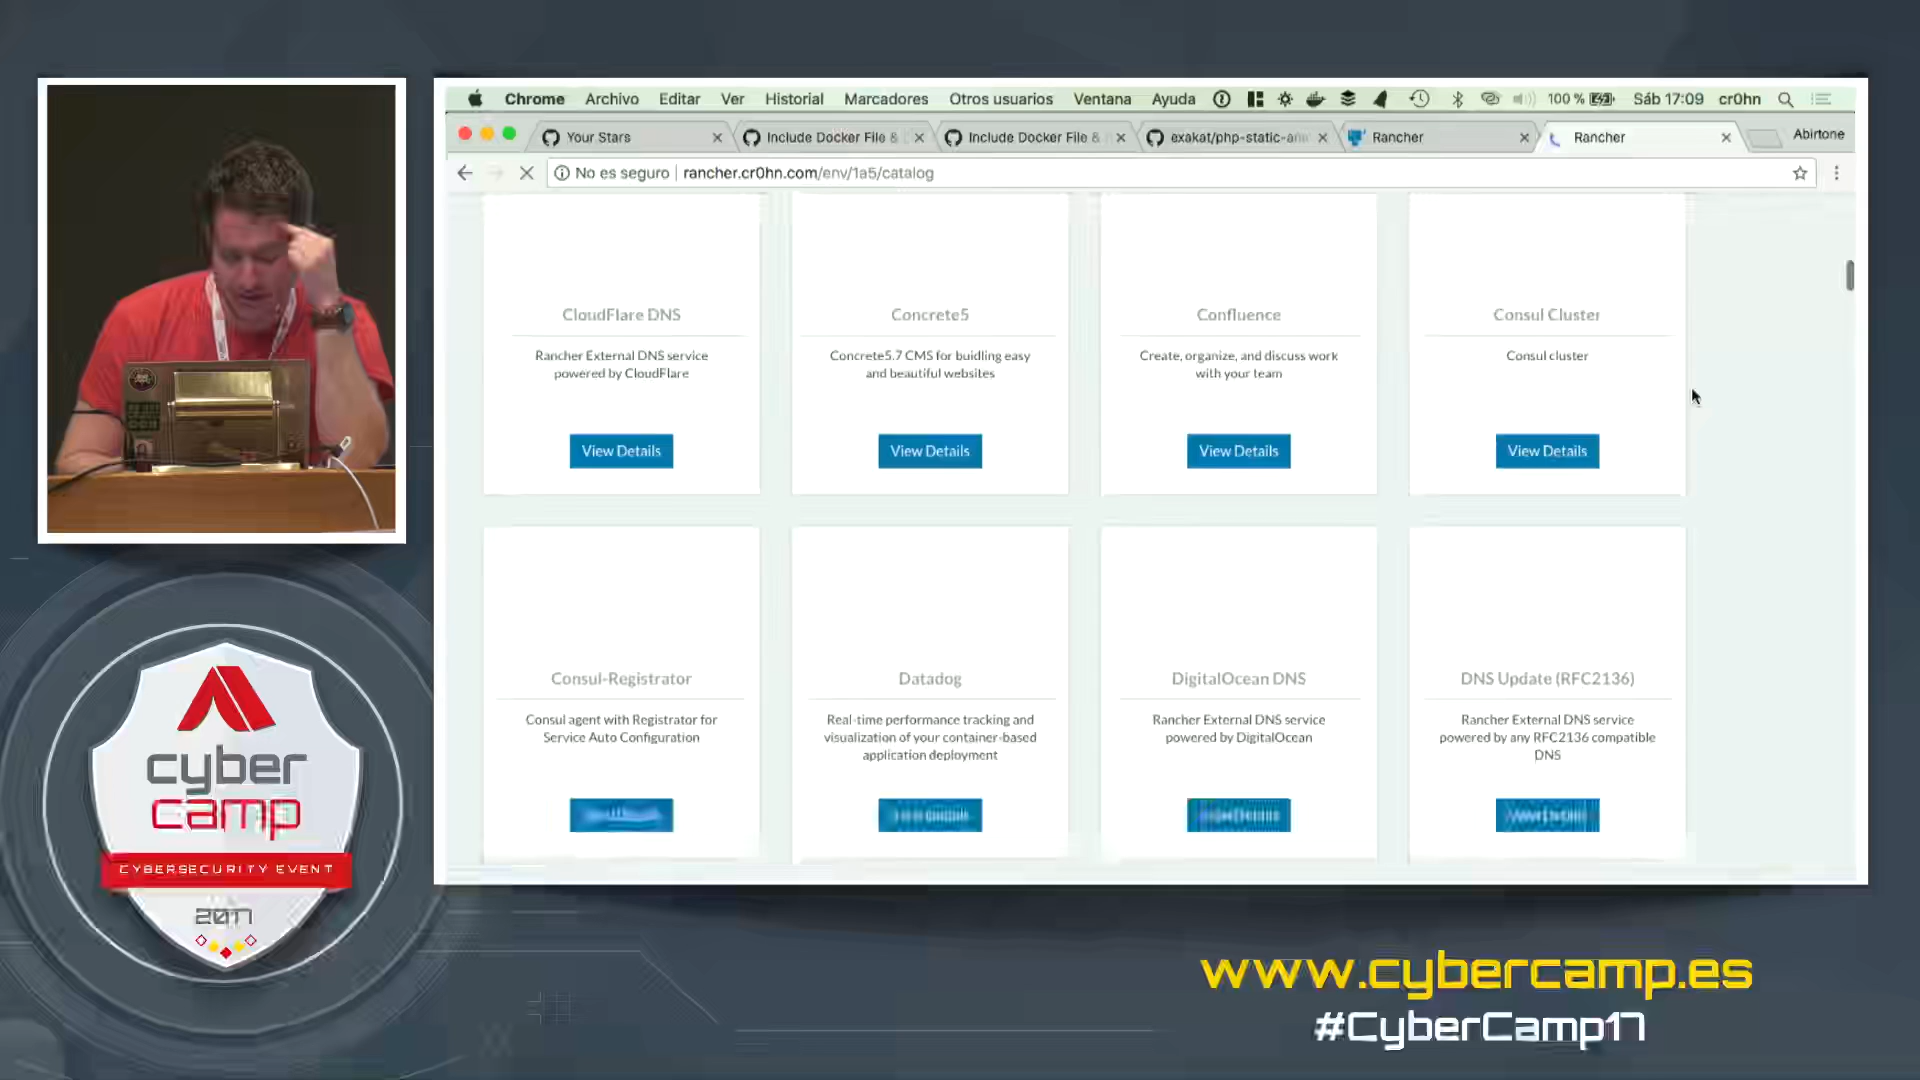 Chrome Archivo Editar Ver Historial Marcadores Otros usuarios Ventana Ayuda 100 % Sáb 17:09 cr0hn
Your Stars
Include Docker File &
Include Docker File &
exakat/php-static-an
Rancher
Rancher
Abirtone
No es seguro rancher.cr0hn.com/env/1a5/catalog
CloudFlare DNS
Rancher External DNS service
powered by CloudFlare
View Details
Concrete5
Concrete5.7 CMS for buidling easy
and beautiful websites
View Details
Confluence
Create, organize, and discuss work
with your team
View Details
Consul Cluster
Consul cluster
View Details
Consul-Registrator
Consul agent with Registrator for
Service Auto Configuration
Datadog
Real-time performance tracking and
visualization of your container-based
application deployment
DigitalOcean DNS
Rancher External DNS service
powered by DigitalOcean
DNS Update (RFC2136)
Rancher External DNS service
powered by any RFC2136 compatible
DNS
cyber
camp
CYBERSECURITY EVENT
2017
www.cybercamp.es
#CyberCamp17